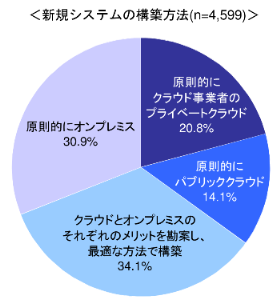 ＜新規システムの構築方法(n=4,599)＞
原則的に
クラウド事業者の
プライベートクラウド
20.8%
原則的に
パブリッククラウド
14.1%
クラウドとオンプレミスの
それぞれのメリットを勘案し、
最適な方法で構築
34.1%
原則的にオンプレミス
30.9%